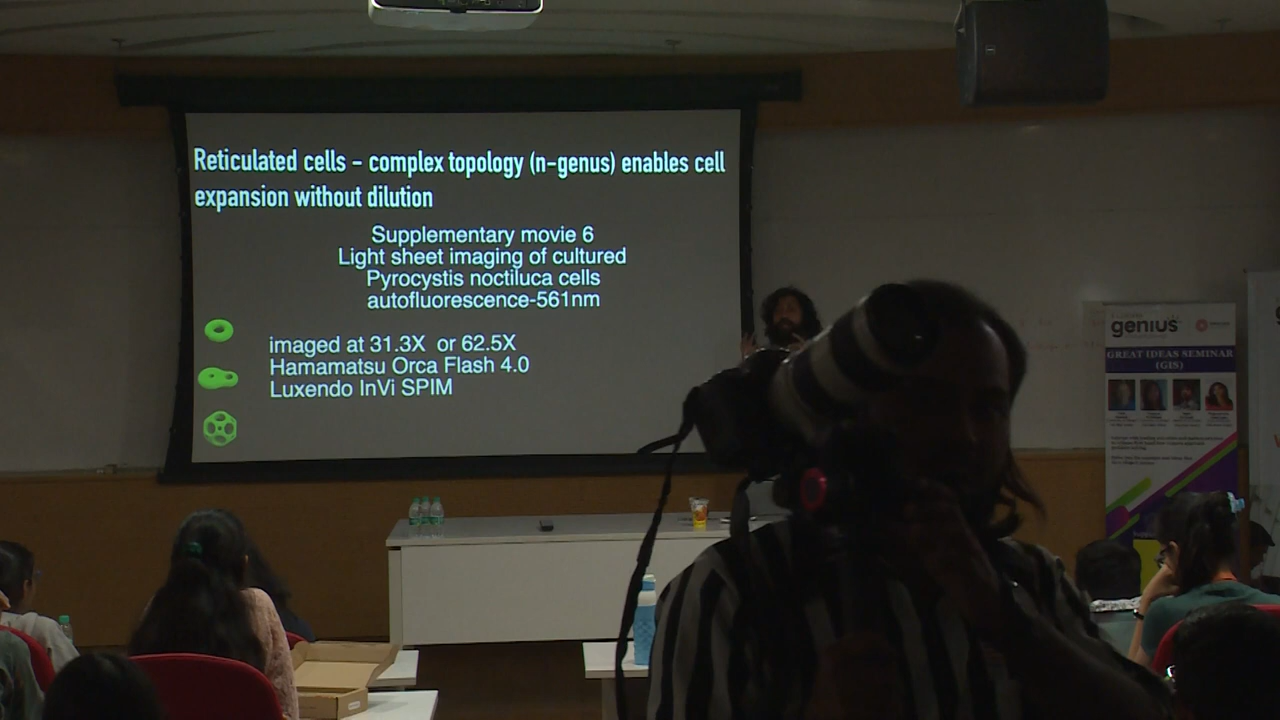 Reticulated cells - complex topology (n-genus) enables cell
expansion without dilution
Supplementary movie 6
Light sheet imaging of cultured
Pyrocystis noctiluca cells
autofluorescence-561nm
imaged at 31.3X or 62.5X
Hamamatsu Orca Flash 4.0
Luxendo InVi SPIM
genius
GREAT IDEAS SEMINAR
(GIS)